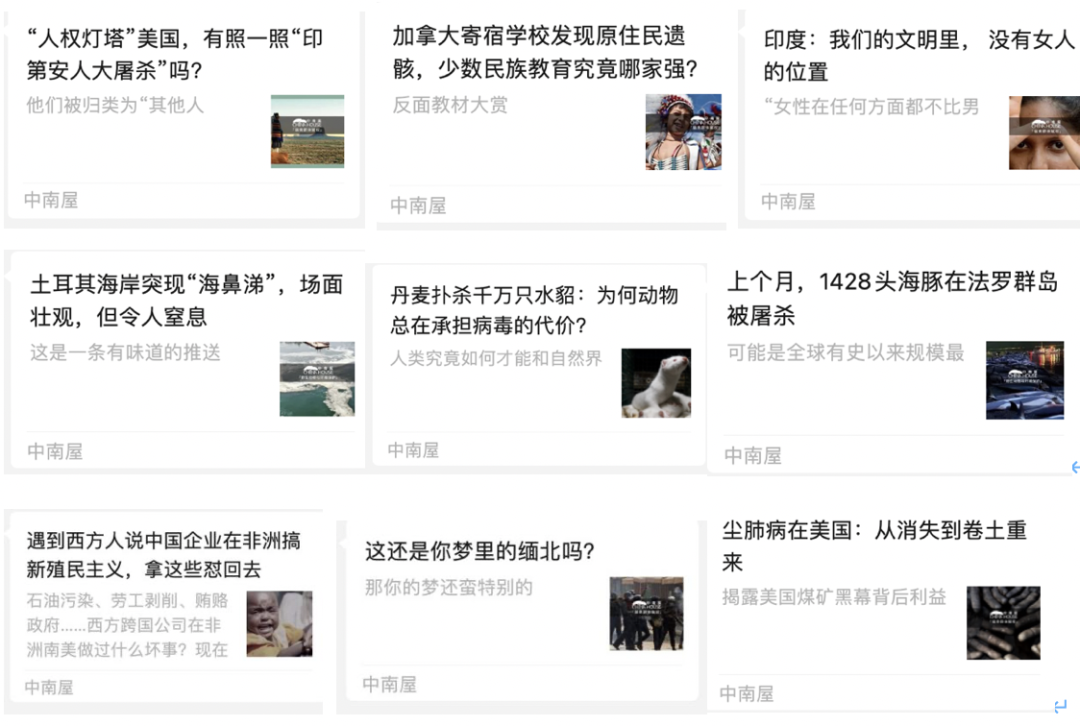 “人权灯塔”美国，有照一照“印
第安人大屠杀”吗？
他们被归类为“其他人
中南屋
加拿大寄宿学校发现原住民遗
骸，少数民族教育究竟哪家强？
反面教材大赏
中南屋
印度：我们的文明里， 没有女人
的位置
“女性在任何方面都不比男
中南屋
土耳其海岸突现“海鼻涕”，场面
壮观，但令人窒息
这是一条有味道的推送
中南屋
丹麦扑杀千万只水貂：为何动物
总在承担病毒的代价？
人类究竟如何才能和自然界
中南屋
上个月，1428头海豚在法罗群岛
被屠杀
可能是全球有史以来规模最
中南屋
遇到西方人说中国企业在非洲搞
新殖民主义，拿这些怼回去
石油污染、劳工剥削、贿赂
政府……西方跨国公司在非
洲南美做过什么坏事？现在
中南屋
这还是你梦里的缅北吗？
那你的梦还蛮特别的
中南屋
尘肺病在美国：从消失到卷土重
来
揭露美国煤矿黑幕背后利益
中南屋